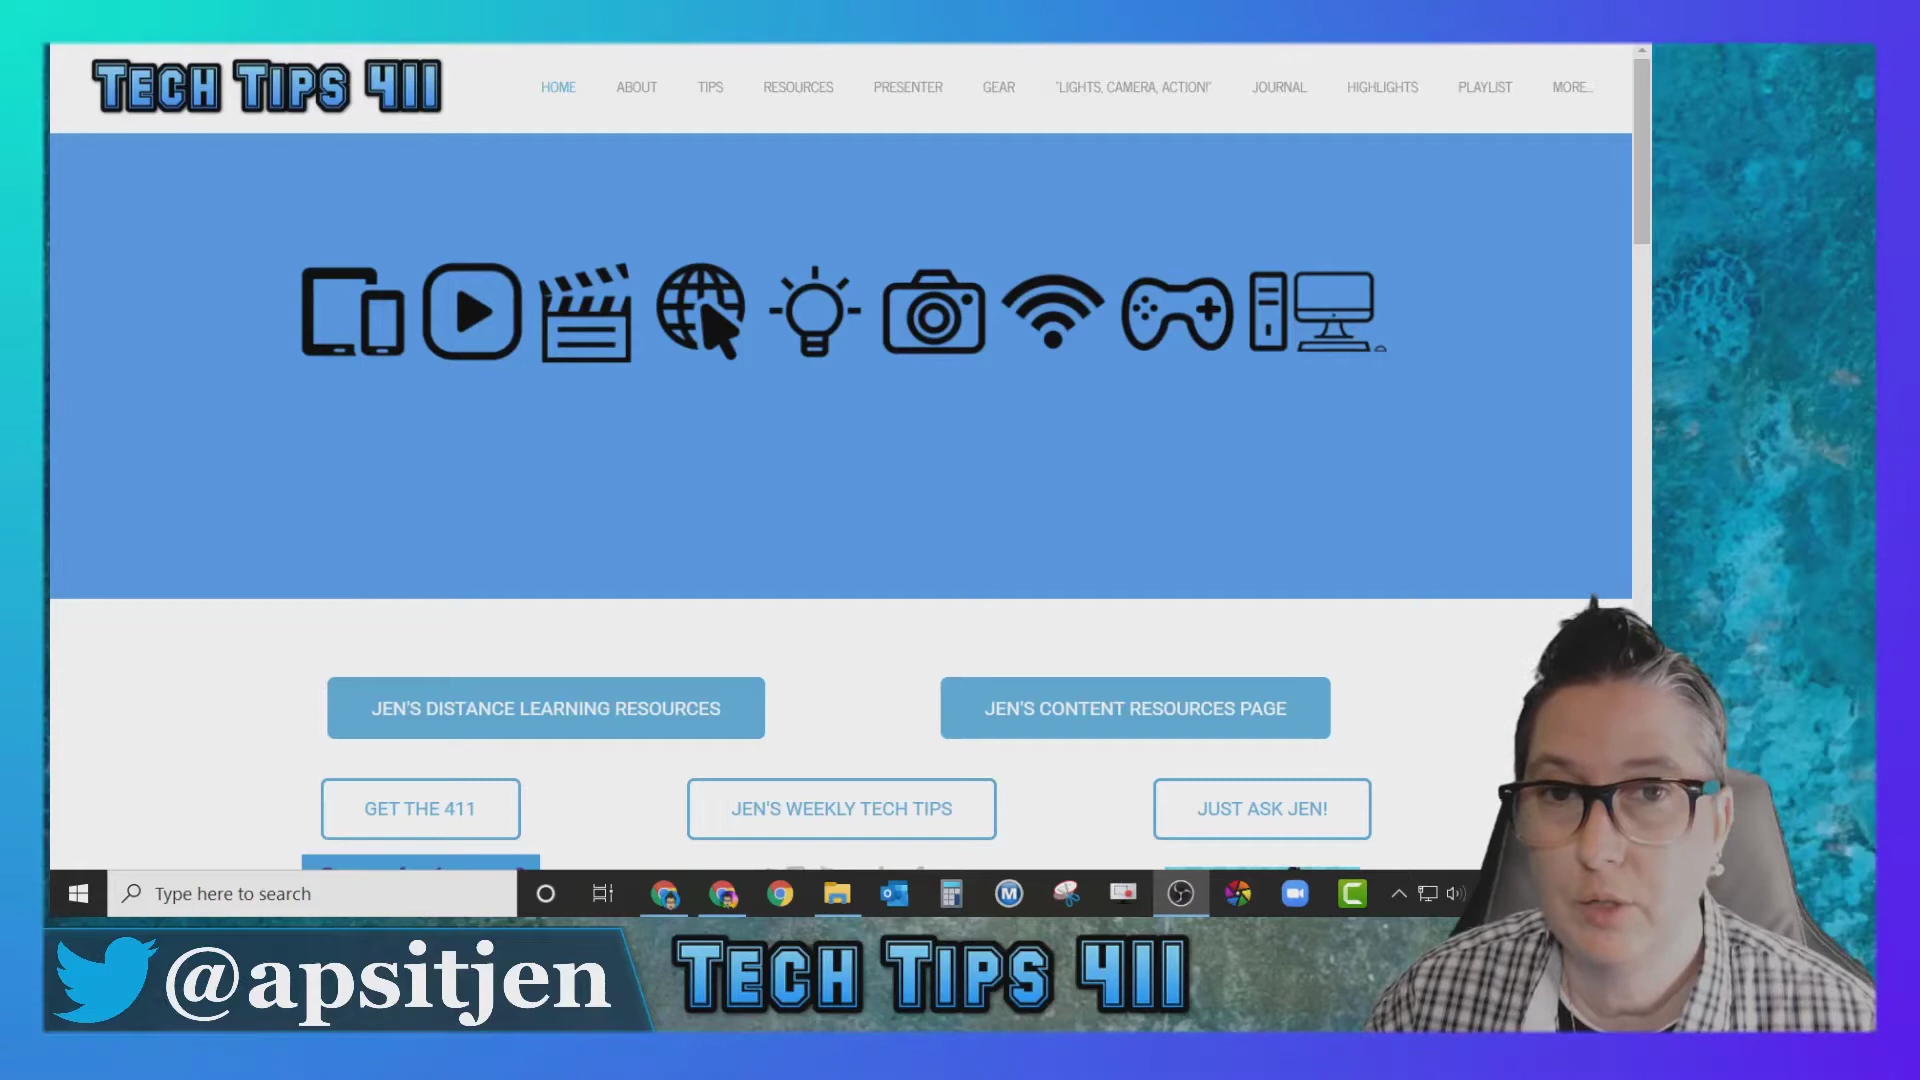 TECH TIPS 411
HOME ABOUT TIPS RESOURCES PRESENTER GEAR "LIGHTS, CAMERA, ACTION!" JOURNAL HIGHLIGHTS PLAYLIST MORE...
JEN'S DISTANCE LEARNING RESOURCES
JEN'S CONTENT RESOURCES PAGE
GET THE 411
JEN'S WEEKLY TECH TIPS
JUST ASK JEN!
Type here to search
@apsitjen
TECH TIPS 411